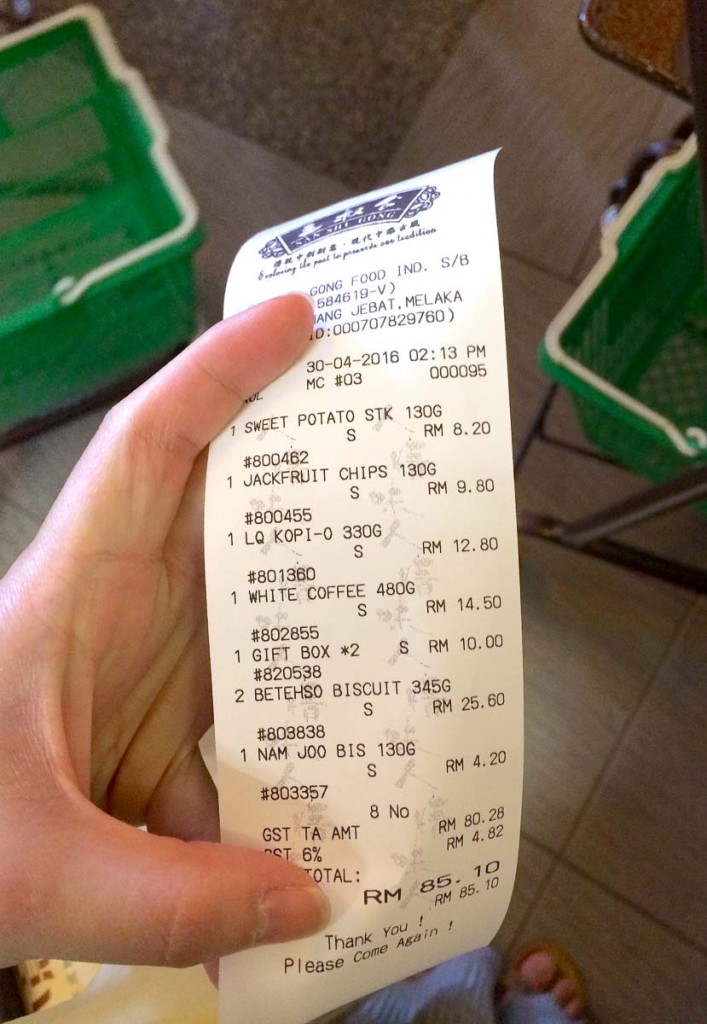 三叔公
SAN SHU GONG
Exploring the past to preserve our tradition
GONG FOOD IND. S/B
584619-V)
JEBAT,MELAKA
ID:000707829760)
30-04-2016 02:13 PM
MC #03 000095
1 SWEET POTATO STK 130G
S RM 8.20
#800462
1 JACKFRUIT CHIPS 130G
S RM 9.80
#800455
1 LQ KOPI-O 330G
S RM 12.80
#801360
1 WHITE COFFEE 480G
S RM 14.50
#802855
1 GIFT BOX *2 S RM 10.00
#820538
2 BETEHSO BISCUIT 345G
S RM 25.60
#803838
1 NAM JOO BIS 130G
S RM 4.20
#803357
8 No
GST TA AMT RM 80.28
GST 6% RM 4.82
TOTAL:
RM 85.10
RM 85.10
Thank You !
Please Come Again !